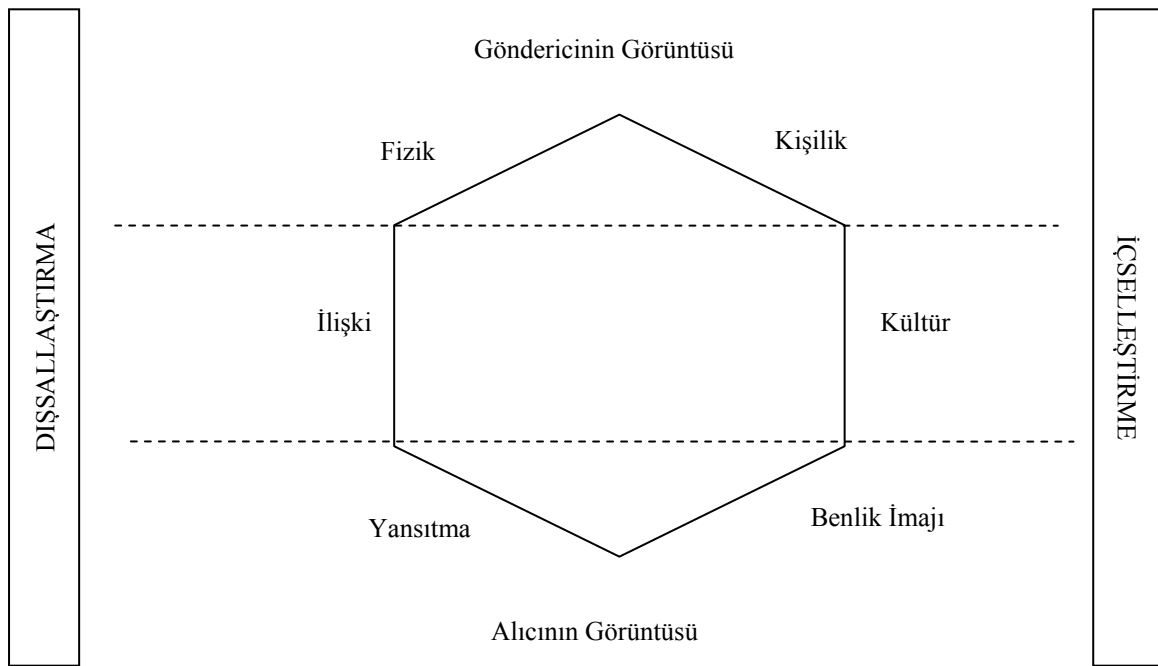 Göndericinin Görüntüsü
Fizik
Kişilik
DIŞSALLAŞTIRMA
İÇSELLEŞTİRME
İlişki
Kültür
Yansıtma
Benlik İmajı
Alıcının Görüntüsü